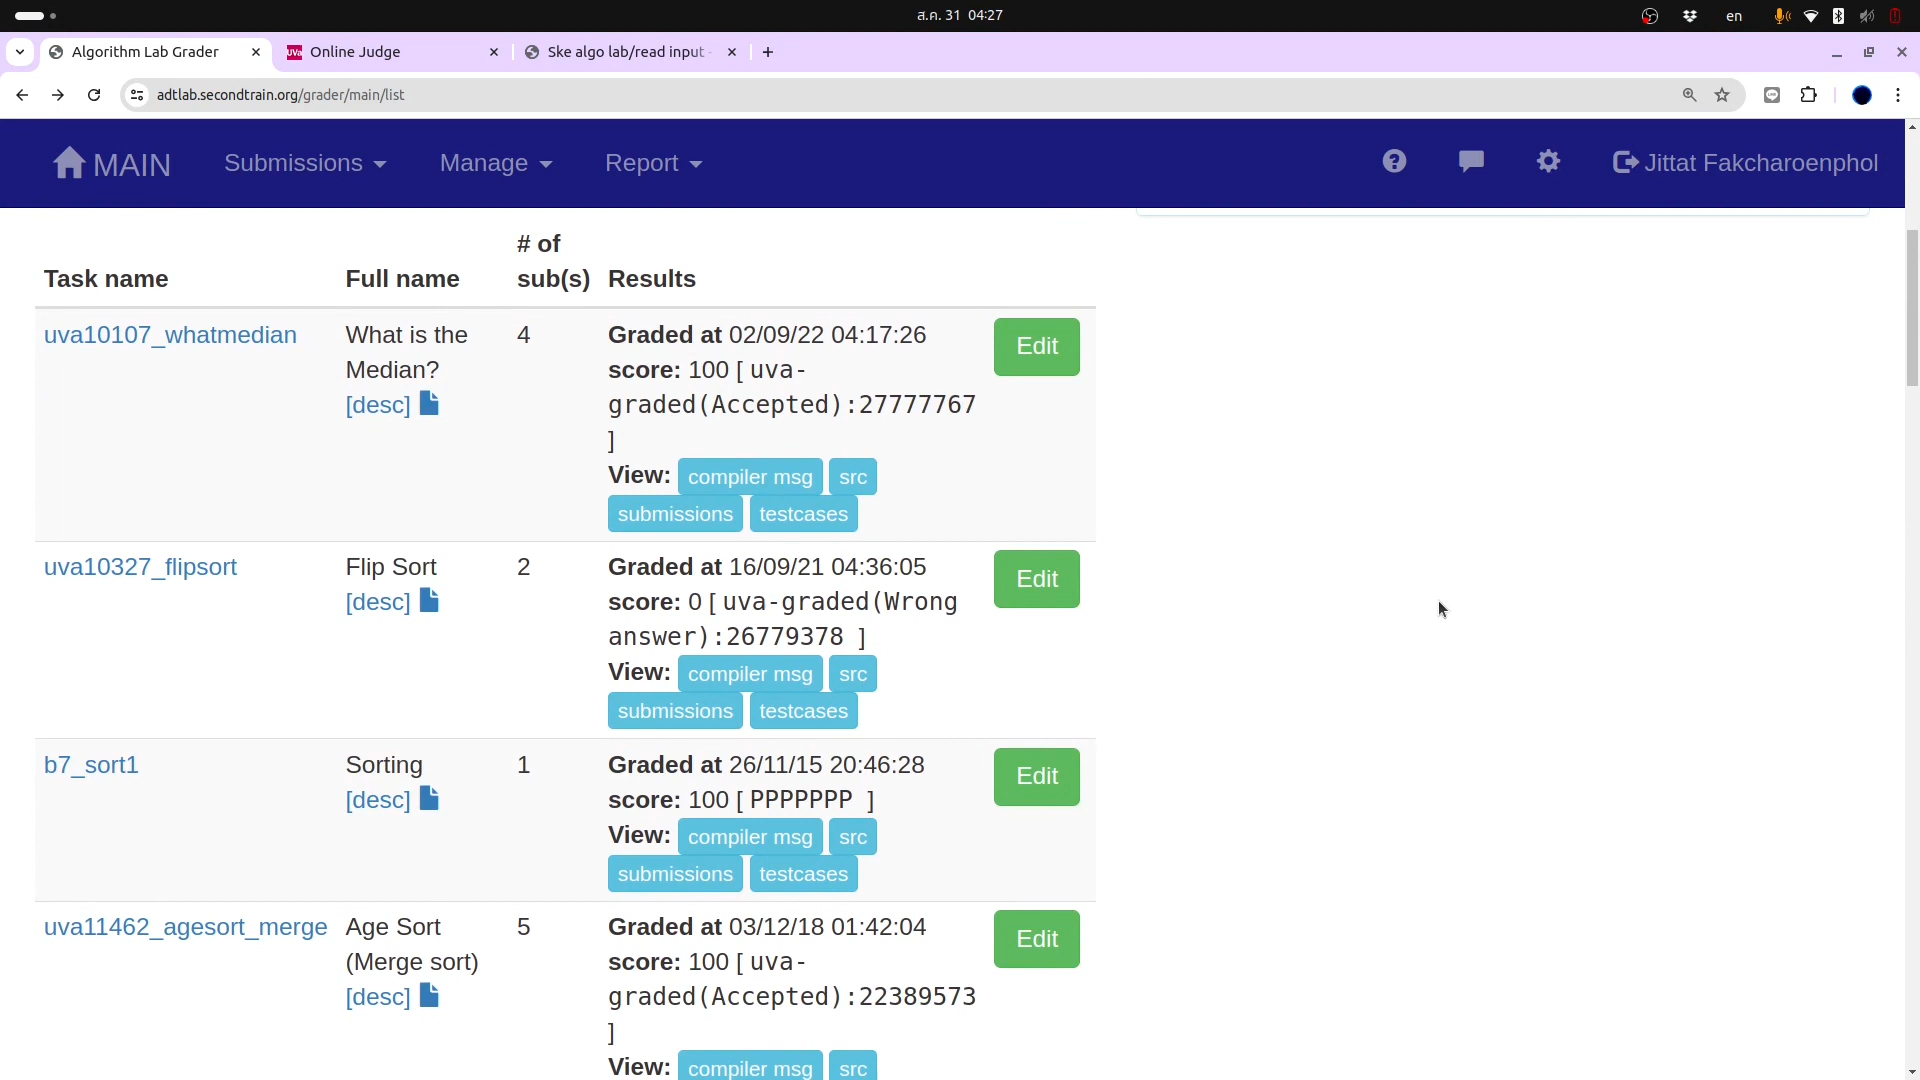 ส.ค. 31 04:27
en
Algorithm Lab Grader
UVa Online Judge
Ske algo lab/read input -
adtlab.secondtrain.org/grader/main/list
MAIN Submissions Manage Report Jittat Fakcharoenphol
# of
Task name Full name sub(s) Results
uva10107_whatmedian What is the 4 Graded at 02/09/22 04:17:26 Edit
Median? score: 100 [ uva-
[desc] graded(Accepted):27777767
]
View: compiler msg src
submissions testcases
uva10327_flipsort Flip Sort 2 Graded at 16/09/21 04:36:05 Edit
[desc] score: 0 [ uva-graded(Wrong
answer):26779378 ]
View: compiler msg src
submissions testcases
b7_sort1 Sorting 1 Graded at 26/11/15 20:46:28 Edit
[desc] score: 100 [ PPPPPPP ]
View: compiler msg src
submissions testcases
uva11462_agesort_merge Age Sort 5 Graded at 03/12/18 01:42:04 Edit
(Merge sort) score: 100 [ uva-
[desc] graded(Accepted):22389573
]
View: compiler msg src